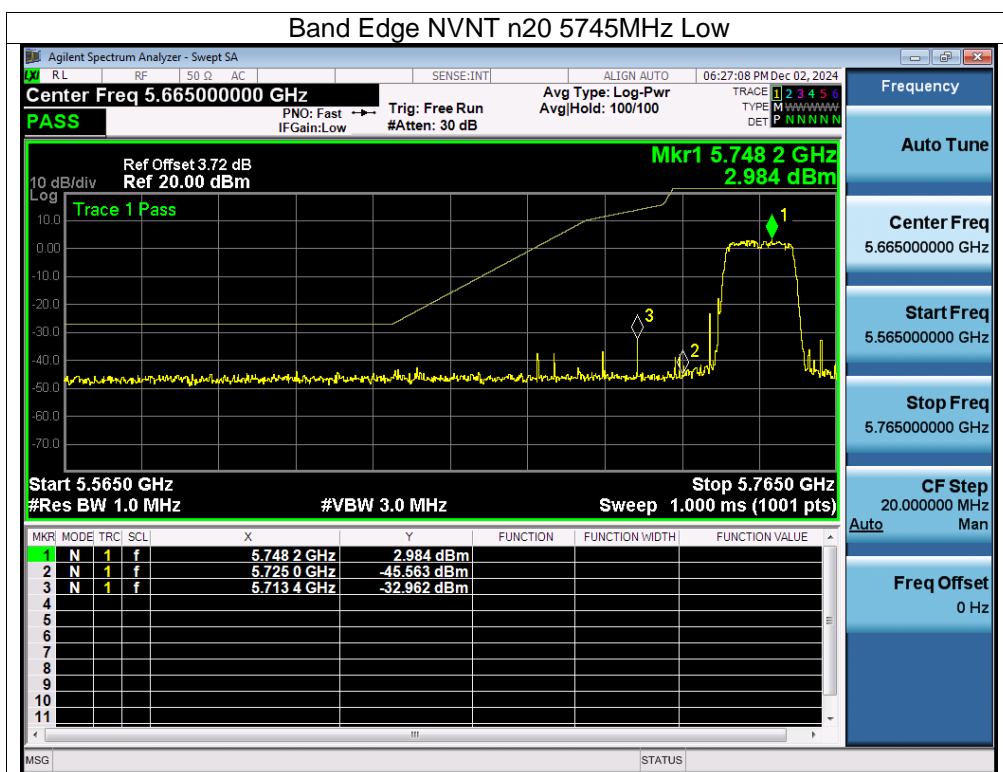 Band Edge NVNT n20 5745MHz Low
Agilent Spectrum Analyzer - Swept SA
LXI RL RF 50 Ω AC SENSE:INT ALIGN AUTO 06:27:08 PM Dec 02, 2024
Center Freq 5.665000000 GHz
PASS
PNO: Fast
IFGain:Low
Trig: Free Run
#Atten: 30 dB
Avg Type: Log-Pwr
Avg|Hold: 100/100
TRACE 1 2 3 4 5 6
TYPE M WWWWW
DET P N N N N N
Mkr1 5.748 2 GHz
2.984 dBm
Ref Offset 3.72 dB
10 dB/div Ref 20.00 dBm
Log
Trace 1 Pass
10.0
0.00
-10.0
-20.0
-30.0
-40.0
-50.0
-60.0
-70.0
1
3
2
Start 5.5650 GHz Stop 5.7650 GHz
#Res BW 1.0 MHz #VBW 3.0 MHz Sweep 1.000 ms (1001 pts)
MKR MODE TRC SCL X Y FUNCTION FUNCTION WIDTH FUNCTION VALUE
1 N 1 f 5.748 2 GHz 2.984 dBm
2 N 1 f 5.725 0 GHz -45.563 dBm
3 N 1 f 5.713 4 GHz -32.962 dBm
4
5
6
7
8
9
10
11
MSG STATUS
Frequency
Auto Tune
Center Freq
5.665000000 GHz
Start Freq
5.565000000 GHz
Stop Freq
5.765000000 GHz
CF Step
20.000000 MHz
Auto Man
Freq Offset
0 Hz